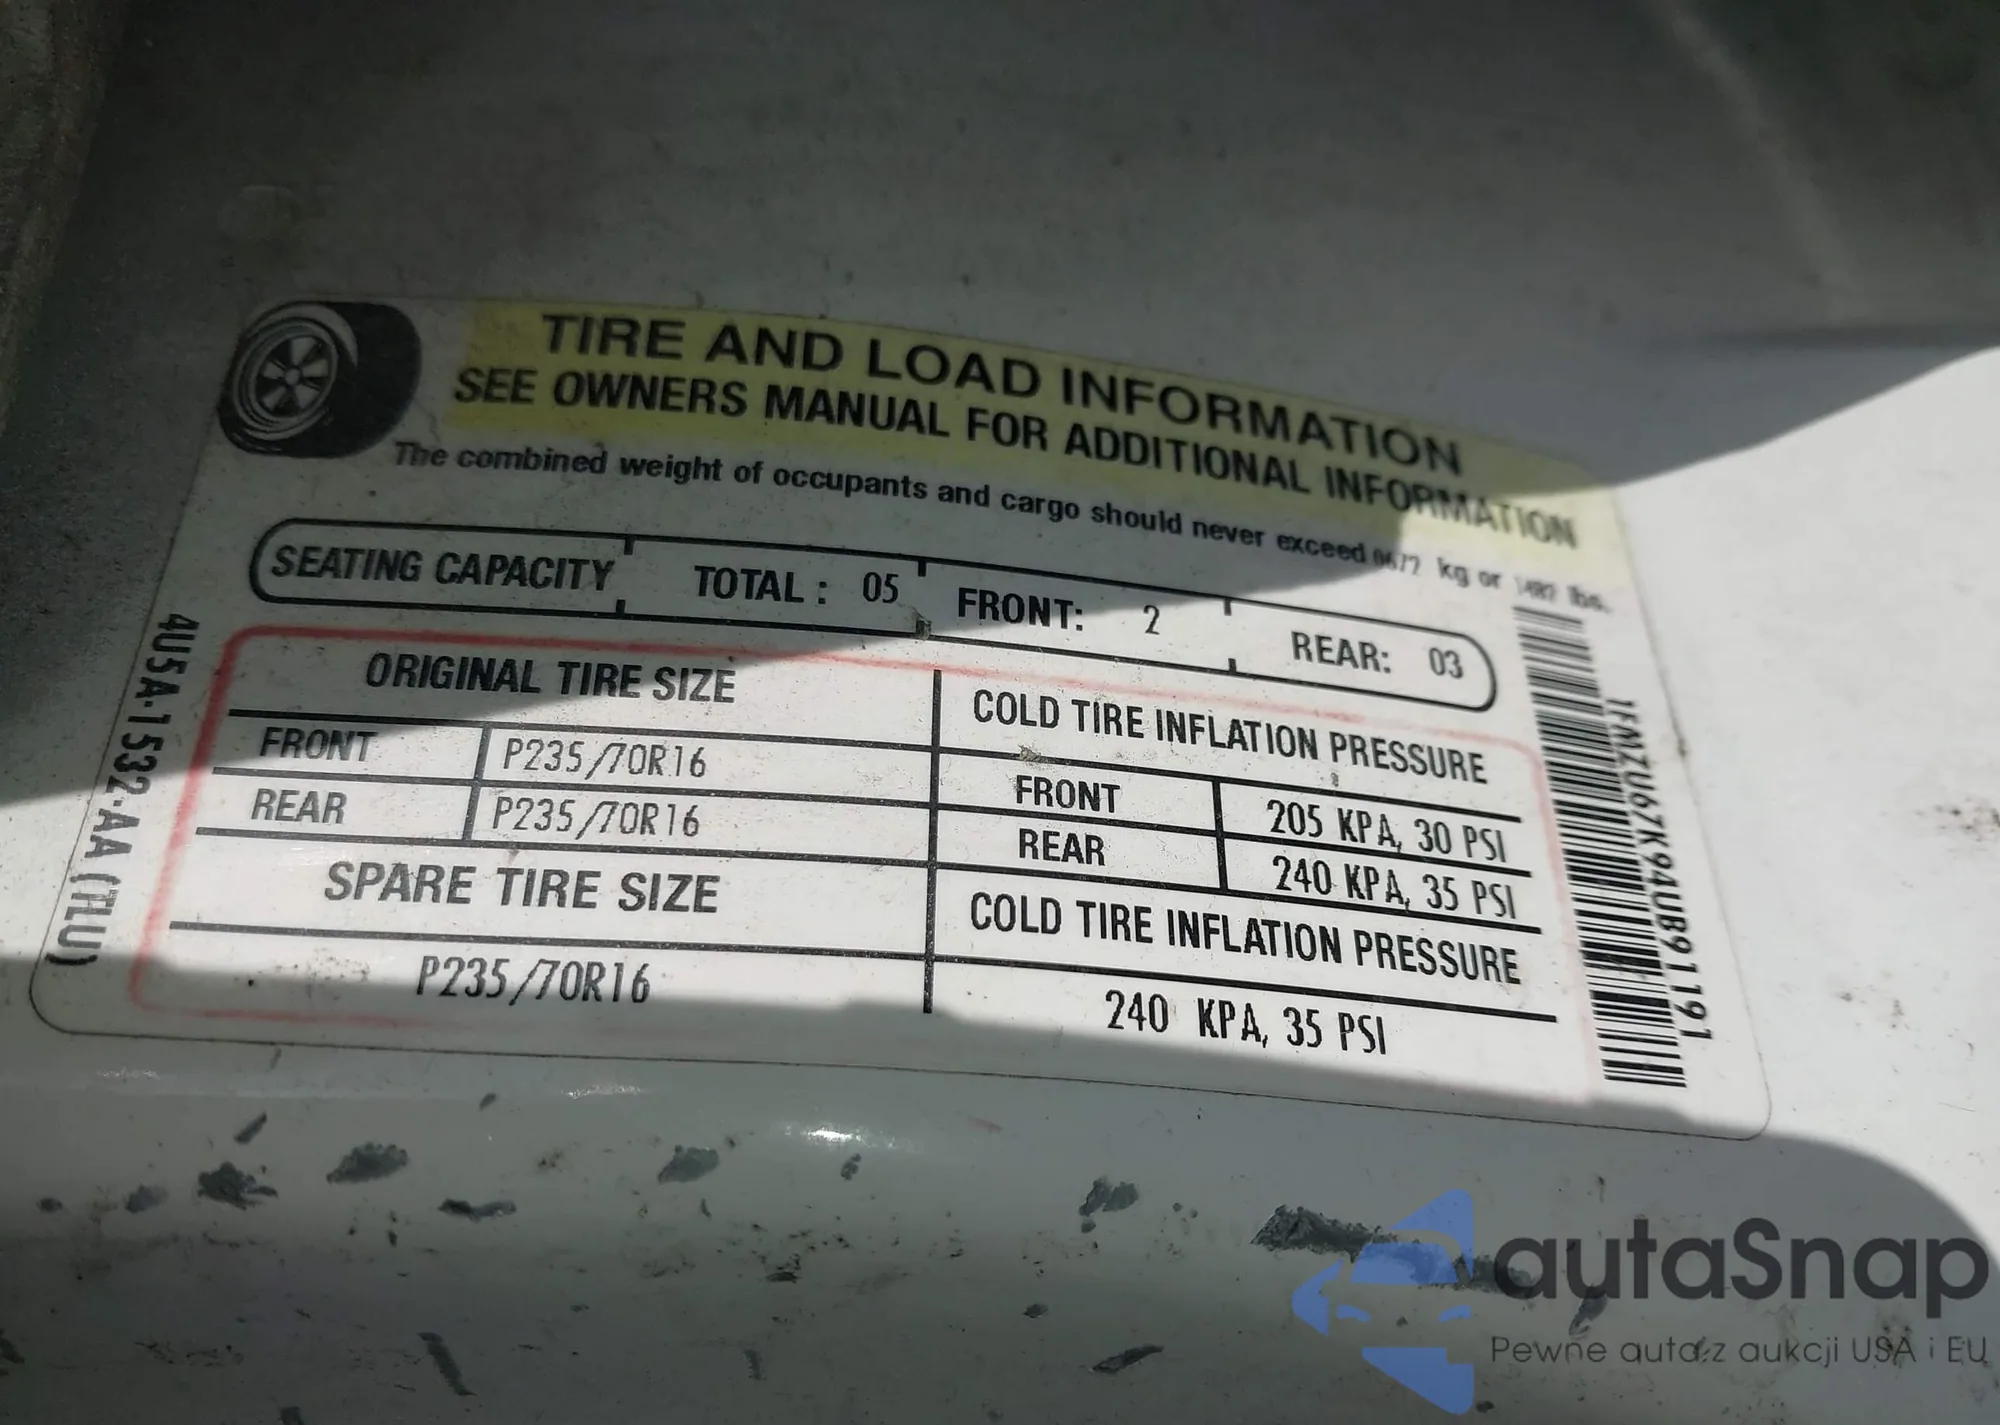 TIRE AND LOAD INFORMATION
SEE OWNERS MANUAL FOR ADDITIONAL INFORMATION
The combined weight of occupants and cargo should never exceed 0677 kg or lbs.
SEATING CAPACITY TOTAL : 05 FRONT: 2 REAR: 03
ORIGINAL TIRE SIZE COLD TIRE INFLATION PRESSURE
FRONT P235/70R16 FRONT 205 KPA, 30 PSI
REAR P235/70R16 REAR 240 KPA, 35 PSI
SPARE TIRE SIZE COLD TIRE INFLATION PRESSURE
P235/70R16 240 KPA, 35 PSI
4U5A-1532-AA (TLU)
1FMZU67K94UB91191
autaSnap
Pewne auta z aukcji USA i EU